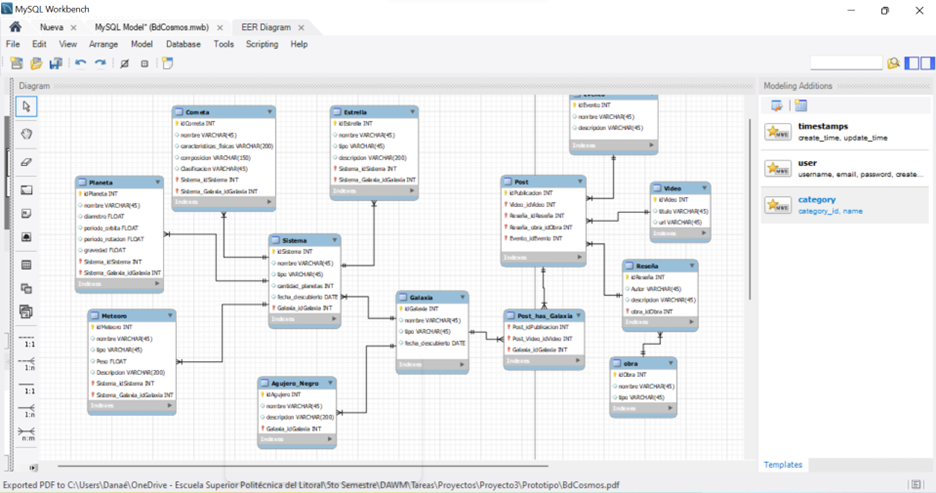 MySQL Workbench
Nueva
MySQL Model* (BdCosmos.mwb)
EER Diagram
File Edit View Arrange Model Database Tools Scripting Help
Diagram
Cometa
idCometa INT
nombre VARCHAR(45)
caracteristicas_fisicas VARCHAR(200)
composicion VARCHAR(150)
Clasificacion VARCHAR(45)
Sistema_idSistema INT
Sistema_Galaxia_idGalaxia INT
Indexes
Estrella
idEstrella INT
nombre VARCHAR(45)
tipo VARCHAR(45)
descripcion VARCHAR(200)
Sistema_idSistema INT
Sistema_Galaxia_idGalaxia INT
Indexes
idEvento INT
nombre VARCHAR(45)
descripcion VARCHAR(45)
Indexes
Planeta
idPlaneta INT
nombre VARCHAR(45)
diametro FLOAT
periodo_orbita FLOAT
periodo_rotacion FLOAT
gravedad FLOAT
Sistema_idSistema INT
Sistema_Galaxia_idGalaxia INT
Indexes
Post
idPublicacion INT
Video_idVideo INT
Reseña_idReseña INT
Reseña_obra_idObra INT
Evento_idEvento INT
Indexes
Video
idVideo INT
titulo VARCHAR(45)
url VARCHAR(45)
Indexes
Sistema
idSistema INT
nombre VARCHAR(45)
tipo VARCHAR(45)
cantidad_planetas INT
fecha_descubierto DATE
Galaxia_idGalaxia INT
Indexes
Reseña
idReseña INT
Autor VARCHAR(45)
descripcion VARCHAR(45)
obra_idObra INT
Indexes
Galaxia
idGalaxia INT
nombre VARCHAR(45)
tipo VARCHAR(45)
fecha_descubierto DATE
Indexes
Meteoro
idMeteoro INT
nombre VARCHAR(45)
tipo VARCHAR(45)
Peso FLOAT
Descripcion VARCHAR(200)
Sistema_idSistema INT
Sistema_Galaxia_idGalaxia INT
Indexes
Post_has_Galaxia
Post_idPublicacion INT
Post_Video_idVideo INT
Galaxia_idGalaxia INT
Indexes
obra
idObra INT
nombre VARCHAR(45)
tipo VARCHAR(45)
Indexes
Agujero_Negro
idAgujero INT
nombre VARCHAR(45)
descripcion VARCHAR(200)
Galaxia_idGalaxia INT
Indexes
1:1
1:n
1:1
1:n
n:m
Modeling Additions
timestamps
create_time, update_time
user
username, email, password, create...
category
category_id, name
Templates
Exported PDF to C:\Users\Danaé\OneDrive - Escuela Superior Politécnica del Litoral\5to Semestre\DAWM\Tareas\Proyectos\Proyecto3\Prototipo\BdCosmos.pdf